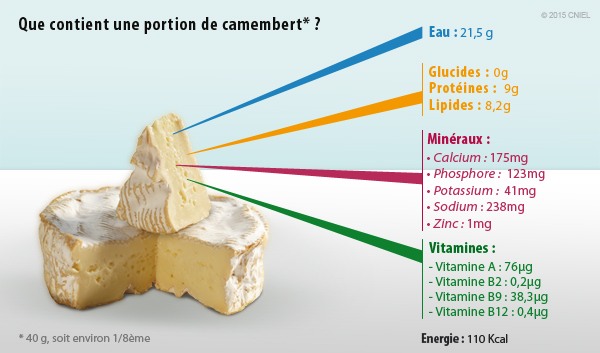 © 2015 CNIEL
Que contient une portion de camembert* ?
Eau : 21,5 g
Glucides : 0g
Protéines : 9g
Lipides : 8,2g
Minéraux :
• Calcium : 175mg
• Phosphore : 123mg
• Potassium : 41mg
• Sodium : 238mg
• Zinc : 1mg
Vitamines :
- Vitamine A : 76µg
- Vitamine B2 : 0,2µg
- Vitamine B9 : 38,3µg
- Vitamine B12 : 0,4µg
* 40 g, soit environ 1/8ème
Energie : 110 Kcal